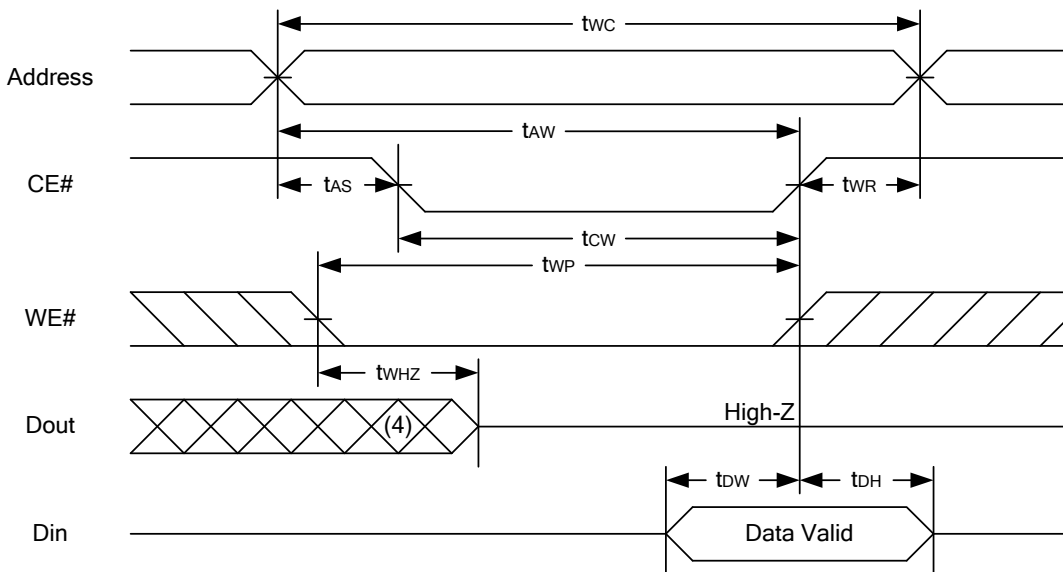 tWC
Address
tAW
CE#
tAS
tWR
tCW
tWP
WE#
tWHZ
Dout
(4)
High-Z
tDW
tDH
Din
Data Valid